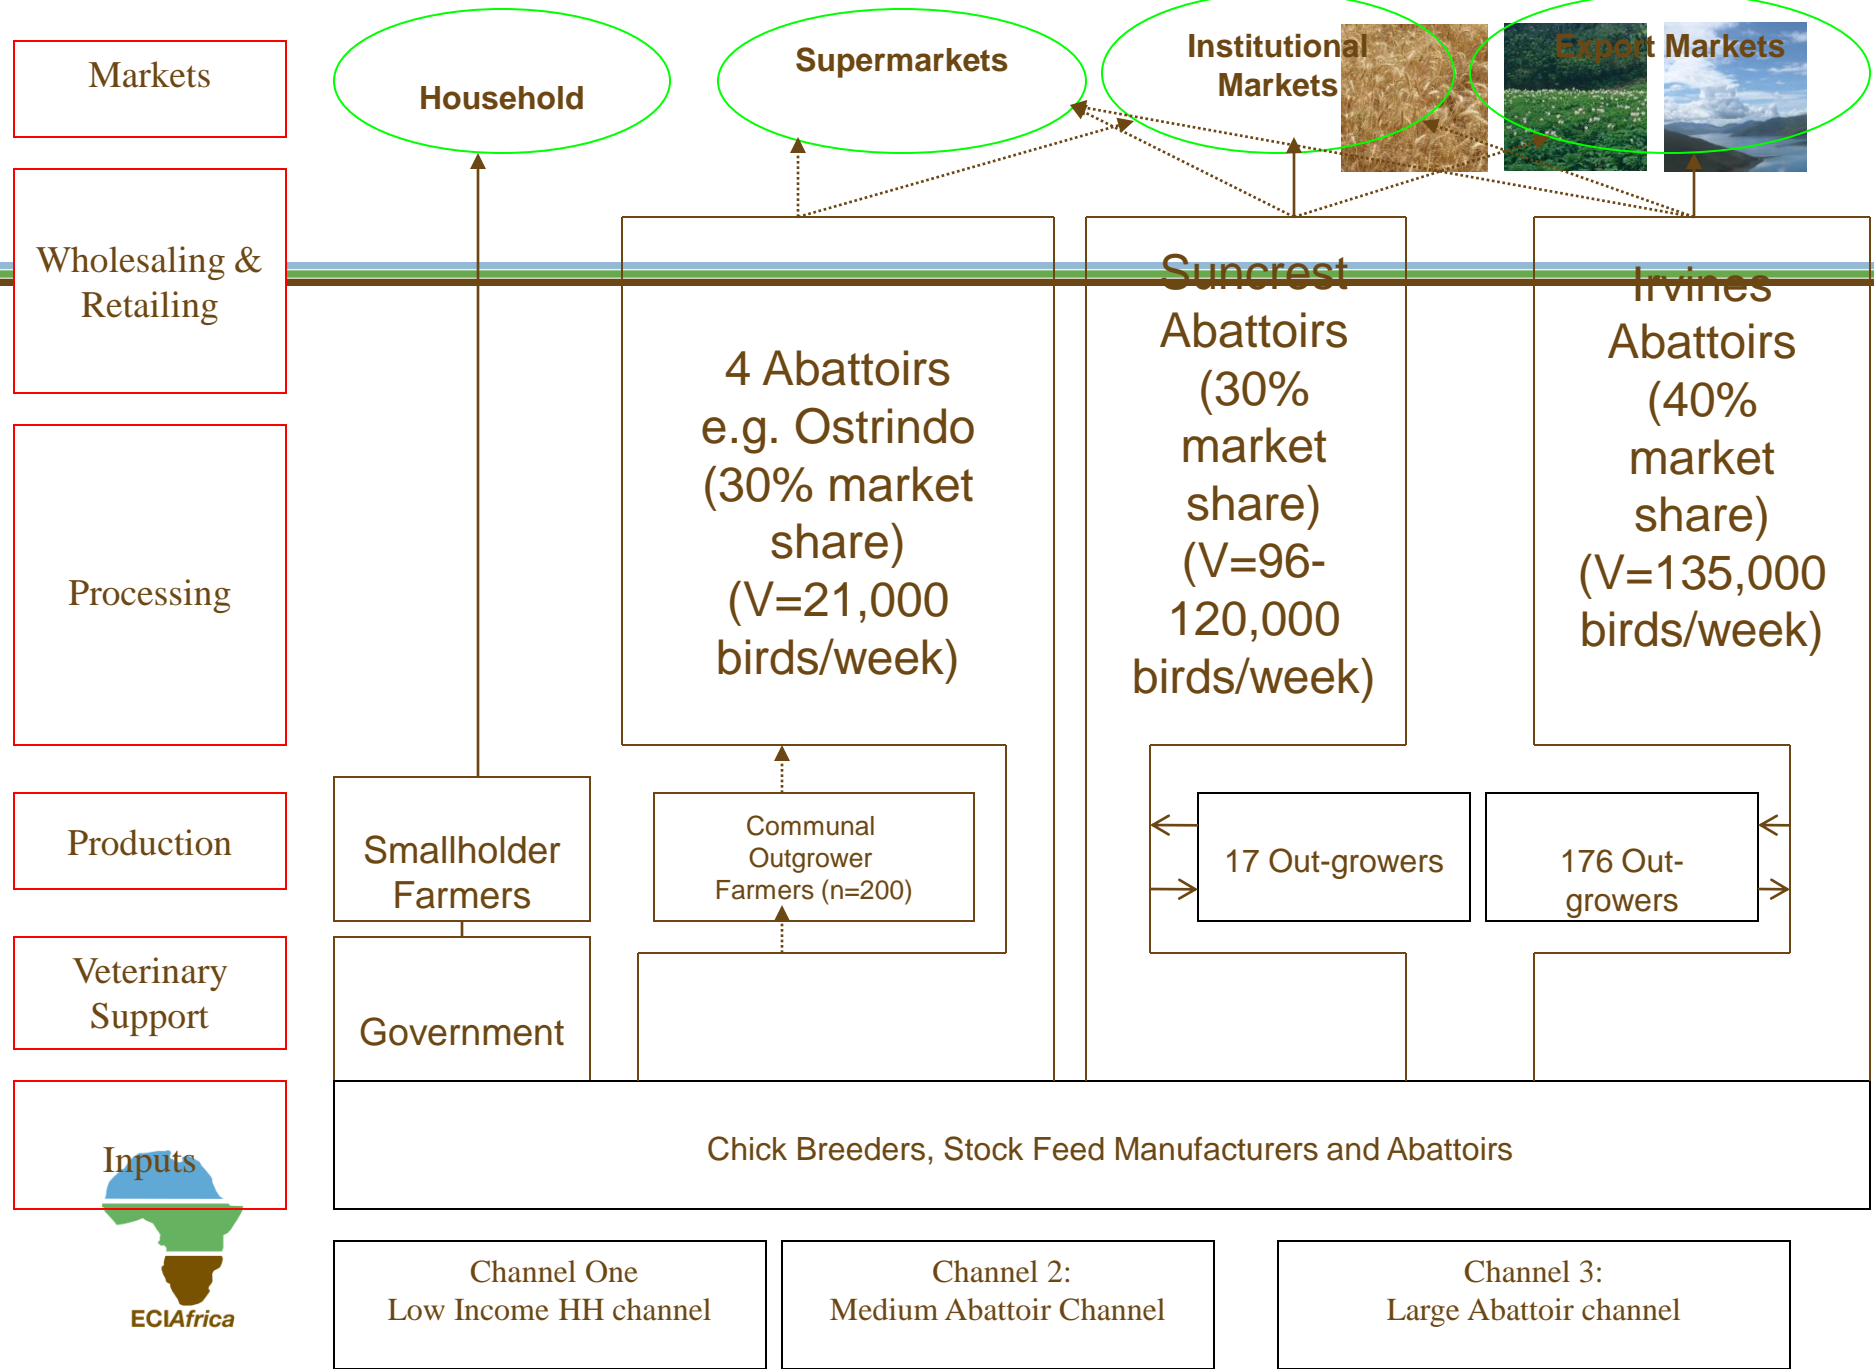 Markets
Household
Supermarkets
Institutional
Markets
Export Markets
Wholesaling &
Retailing
Processing
4 Abattoirs
e.g. Ostrindo
(30% market
share)
(V=21,000
birds/week)
Suncrest
Abattoirs
(30%
market
share)
(V=96-
120,000
birds/week)
Irvines
Abattoirs
(40%
market
share)
(V=135,000
birds/week)
Production
Smallholder
Farmers
Communal
Outgrower
Farmers (n=200)
17 Out-growers
176 Out-
growers
Veterinary
Support
Government
Inputs
Chick Breeders, Stock Feed Manufacturers and Abattoirs
ECIAfrica
Channel One
Low Income HH channel
Channel 2:
Medium Abattoir Channel
Channel 3:
Large Abattoir channel